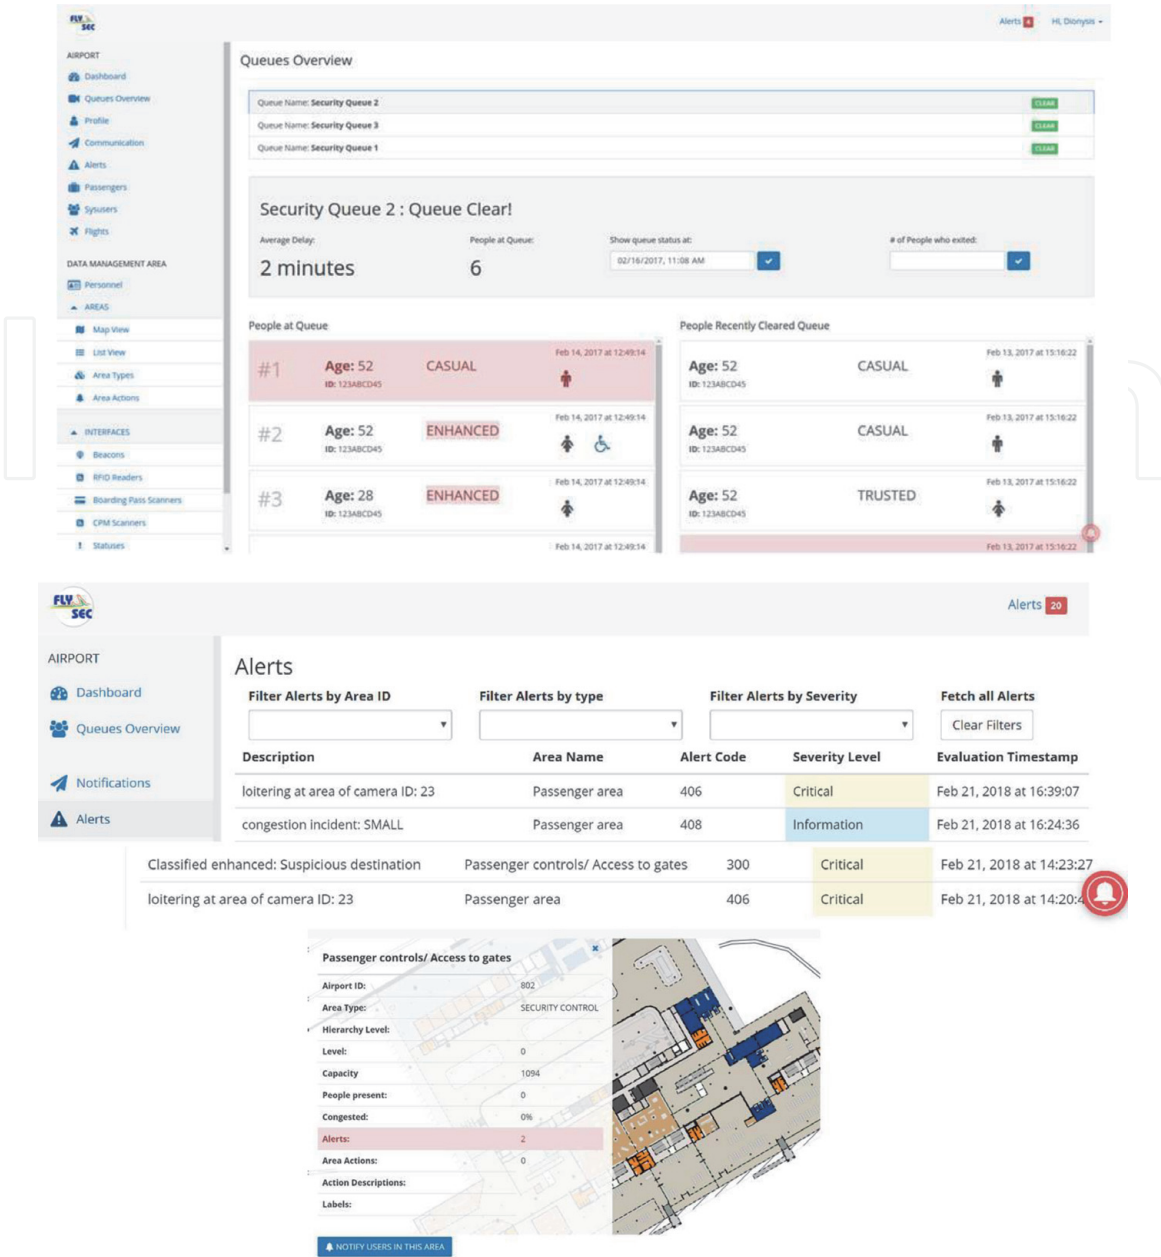 FLY
SEC
Alerts 4 Hi, Dionysis
AIRPORT
Dashboard
Queues Overview
Profile
Communication
Alerts
Passengers
Sysusers
Flights
DATA MANAGEMENT AREA
Personnel
AREAS
Map View
List View
Area Types
Area Actions
INTERFACES
Beacons
RFID Readers
Boarding Pass Scanners
CPM Scanners
Statuses
Queues Overview
Queue Name: Security Queue 2 CLEAR
Queue Name: Security Queue 3 CLEAR
Queue Name: Security Queue 1 CLEAR
Security Queue 2 : Queue Clear!
Average Delay: People at Queue: Show queue status at: # of People who exited:
2 minutes 6 02/16/2017, 11:08 AM
People at Queue
#1 Age: 52 CASUAL Feb 14, 2017 at 12:49:14
ID: 123ABCD45
#2 Age: 52 ENHANCED Feb 14, 2017 at 12:49:14
ID: 123ABCD45
#3 Age: 28 ENHANCED Feb 14, 2017 at 12:49:14
ID: 123ABCD45
Feb 14, 2017 at 12:49:14
People Recently Cleared Queue
Age: 52 CASUAL Feb 13, 2017 at 15:16:22
ID: 123ABCD45
Age: 52 CASUAL Feb 13, 2017 at 15:16:22
ID: 123ABCD45
Age: 52 TRUSTED Feb 13, 2017 at 15:16:22
ID: 123ABCD45
Feb 13, 2017 at 15:16:22
FLY
SEC
Alerts 20
AIRPORT
Dashboard
Queues Overview
Notifications
Alerts
Alerts
Filter Alerts by Area ID Filter Alerts by type Filter Alerts by Severity Fetch all Alerts
Clear Filters
Description Area Name Alert Code Severity Level Evaluation Timestamp
loitering at area of camera ID: 23 Passenger area 406 Critical Feb 21, 2018 at 16:39:07
congestion incident: SMALL Passenger area 408 Information Feb 21, 2018 at 16:24:36
Classified enhanced: Suspicious destination Passenger controls/ Access to gates 300 Critical Feb 21, 2018 at 14:23:27
loitering at area of camera ID: 23 Passenger area 406 Critical Feb 21, 2018 at 14:20:4
Passenger controls/ Access to gates
Airport ID: 802
Area Type: SECURITY CONTROL
Hierarchy Level:
Level: 0
Capacity 1094
People present: 0
Congested: 0%
Alerts: 2
Area Actions: 0
Action Descriptions:
Labels:
NOTIFY USERS IN THIS AREA